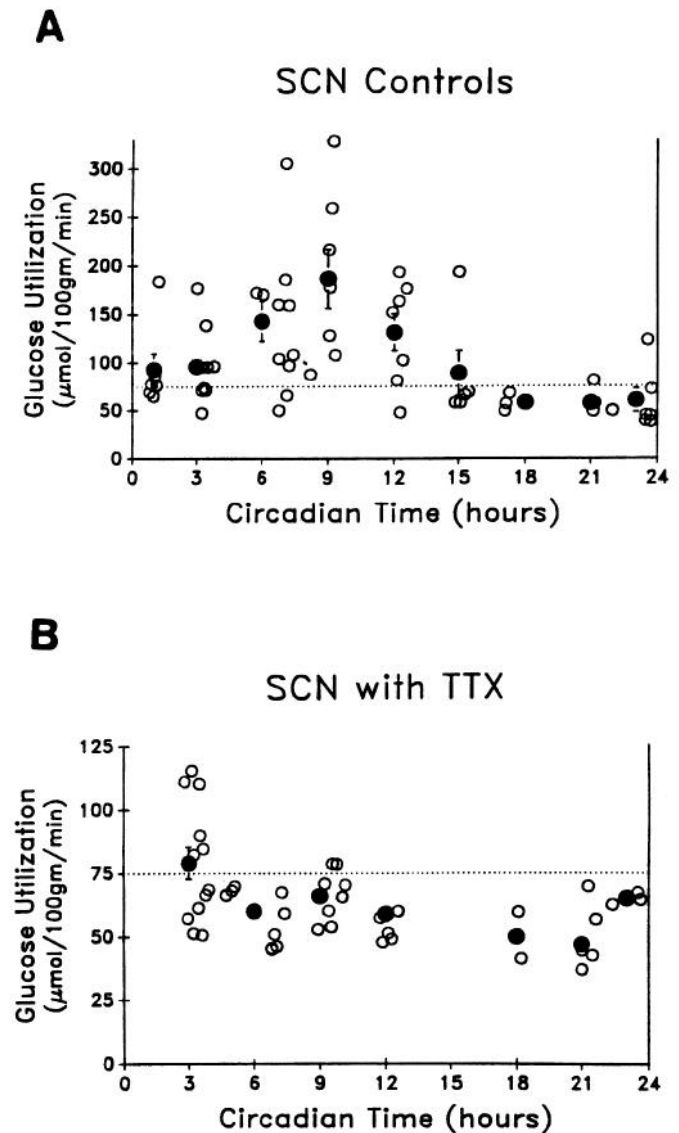 A
SCN Controls
Glucose Utilization
(μmol/100gm/min)
300
250
200
150
100
50
0
0 3 6 9 12 15 18 21 24
Circadian Time (hours)
B
SCN with TTX
Glucose Utilization
(μmol/100gm/min)
125
100
75
50
25
0
0 3 6 9 12 15 18 21 24
Circadian Time (hours)